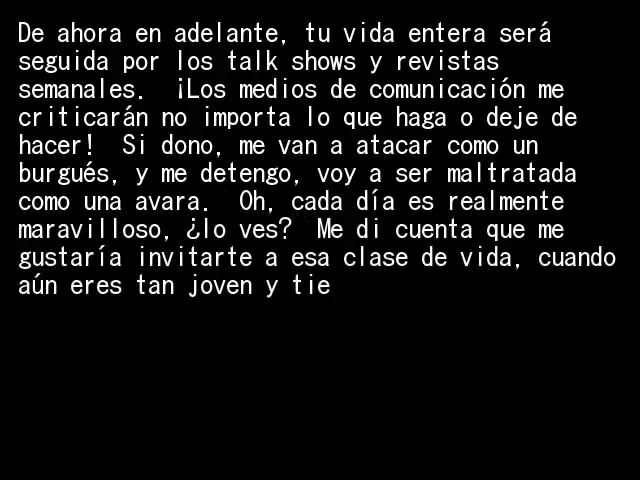 De ahora en adelante, tu vida entera será
seguida por los talk shows y revistas
semanales.  ¡Los medios de comunicación me
criticarán no importa lo que haga o deje de
hacer!  Si dono, me van a atacar como un
burgués, y me detengo, voy a ser maltratada
como una avara.  Oh, cada día es realmente
maravilloso, ¿lo ves?  Me di cuenta que me
gustaría invitarte a esa clase de vida, cuando
aún eres tan joven y tie